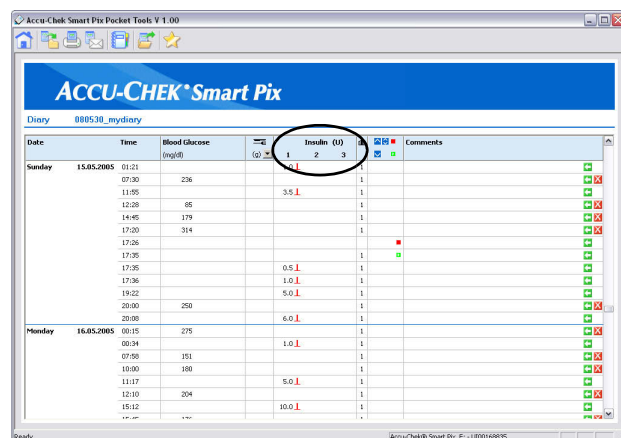 Accu-Chek Smart Pix Pocket Tools V 1.00
ACCU-CHEK® Smart Pix
Diary 080530_mydiary
Date Time Blood Glucose Insulin (U) Comments
(mg/dl) (g) 1 2 3
Sunday 15.05.2005 01:21 1
07:30 236 1
11:55 3.5 1
12:28 85 1
14:45 179 1
17:20 314 1
17:26
17:35 1
17:35 0.5 1
17:36 1.0 1
19:22 5.0 1
20:00 250 1
20:08 6.0 1
Monday 16.05.2005 00:15 275 1
00:34 1.0 1
07:58 151 1
10:00 180 1
11:17 5.0 1
12:10 204 1
15:12 10.0 1
Ready Accu-Chek® Smart Pix